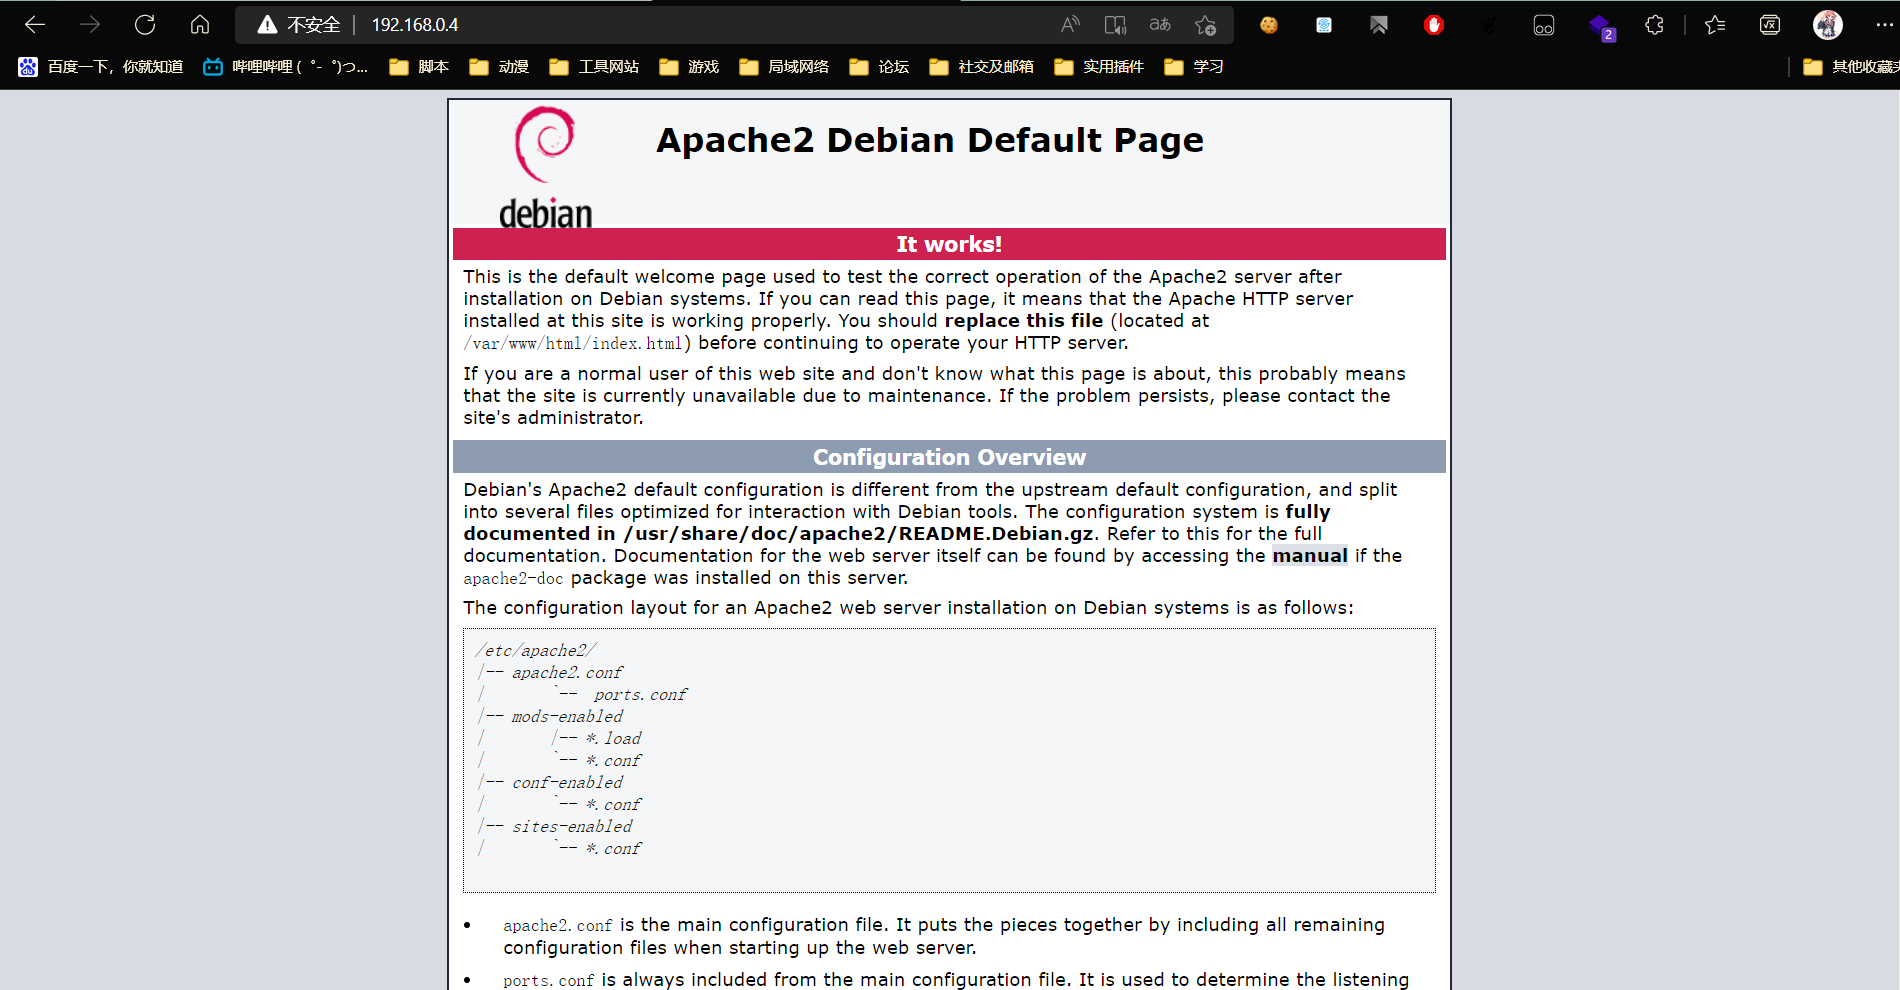 不安全 | 192.168.0.4
2
百度一下，你就知道 哔哩哔哩 ( ゜- ゜)つ... 脚本 动漫 工具网站 游戏 局域网络 论坛 社交及邮箱 实用插件 学习 其他收藏夹
debian
Apache2 Debian Default Page
It works!
This is the default welcome page used to test the correct operation of the Apache2 server after
installation on Debian systems. If you can read this page, it means that the Apache HTTP server
installed at this site is working properly. You should replace this file (located at
/var/www/html/index.html) before continuing to operate your HTTP server.
If you are a normal user of this web site and don't know what this page is about, this probably means
that the site is currently unavailable due to maintenance. If the problem persists, please contact the
site's administrator.
Configuration Overview
Debian's Apache2 default configuration is different from the upstream default configuration, and split
into several files optimized for interaction with Debian tools. The configuration system is fully
documented in /usr/share/doc/apache2/README.Debian.gz. Refer to this for the full
documentation. Documentation for the web server itself can be found by accessing the manual if the
apache2-doc package was installed on this server.
The configuration layout for an Apache2 web server installation on Debian systems is as follows:
/etc/apache2/
|-- apache2.conf
|       `--  ports.conf
|-- mods-enabled
|       |-- *.load
|       `-- *.conf
|-- conf-enabled
|       `-- *.conf
|-- sites-enabled
|       `-- *.conf
• apache2.conf is the main configuration file. It puts the pieces together by including all remaining
configuration files when starting up the web server.
• ports.conf is always included from the main configuration file. It is used to determine the listening